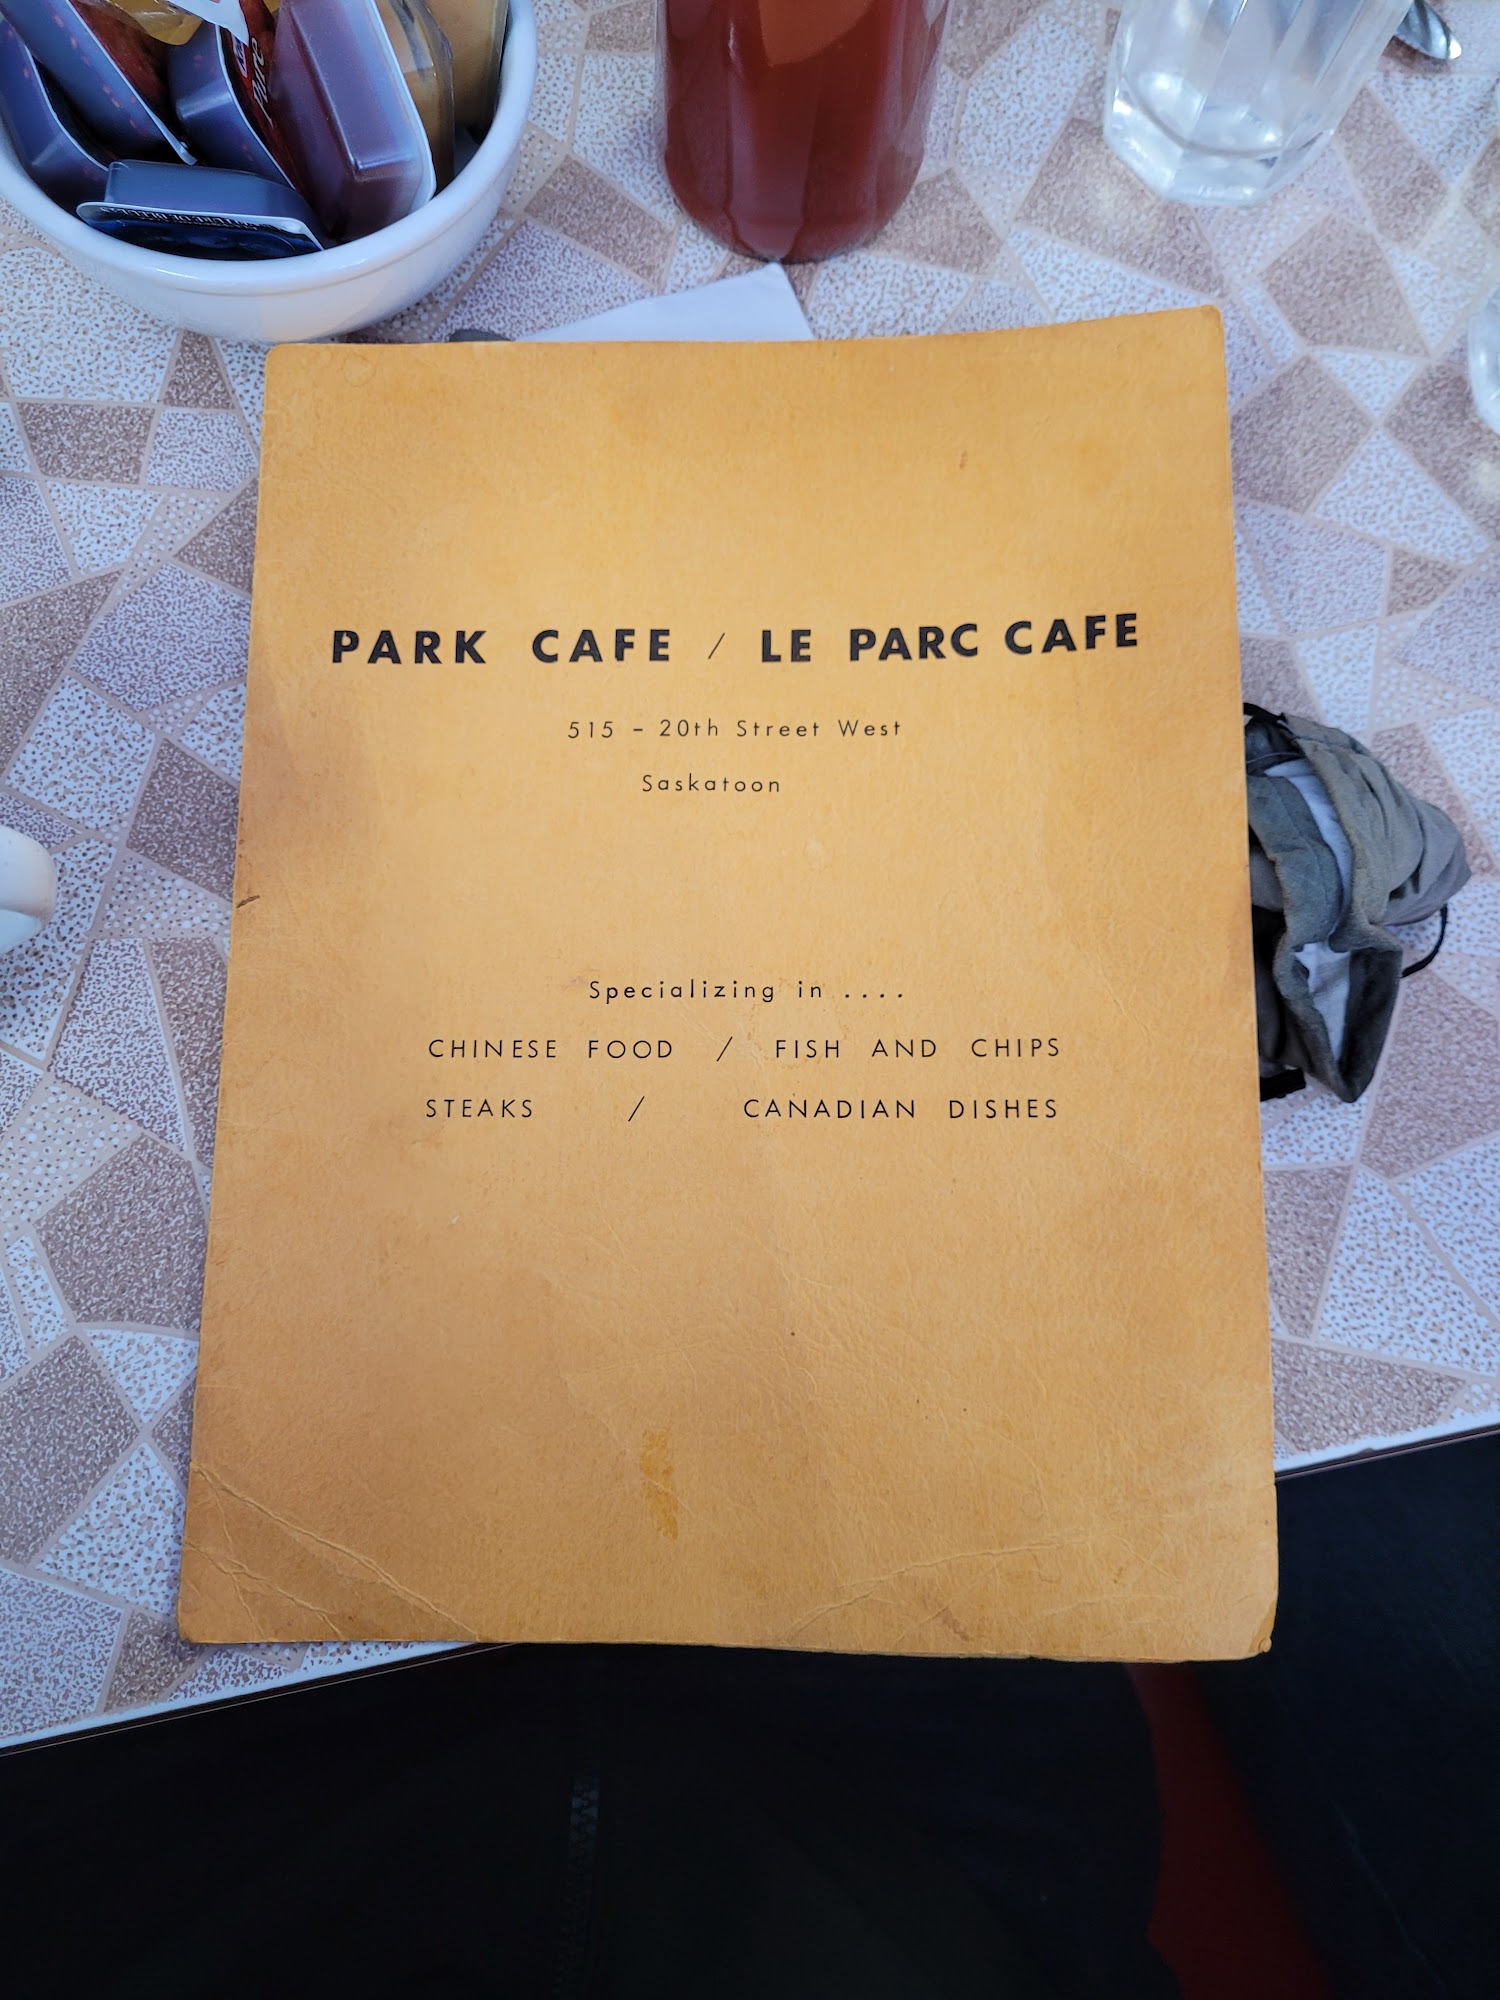 Pure
PARK CAFE / LE PARC CAFE
515 - 20th Street West
Saskatoon
Specializing in ....
CHINESE FOOD / FISH AND CHIPS
STEAKS / CANADIAN DISHES